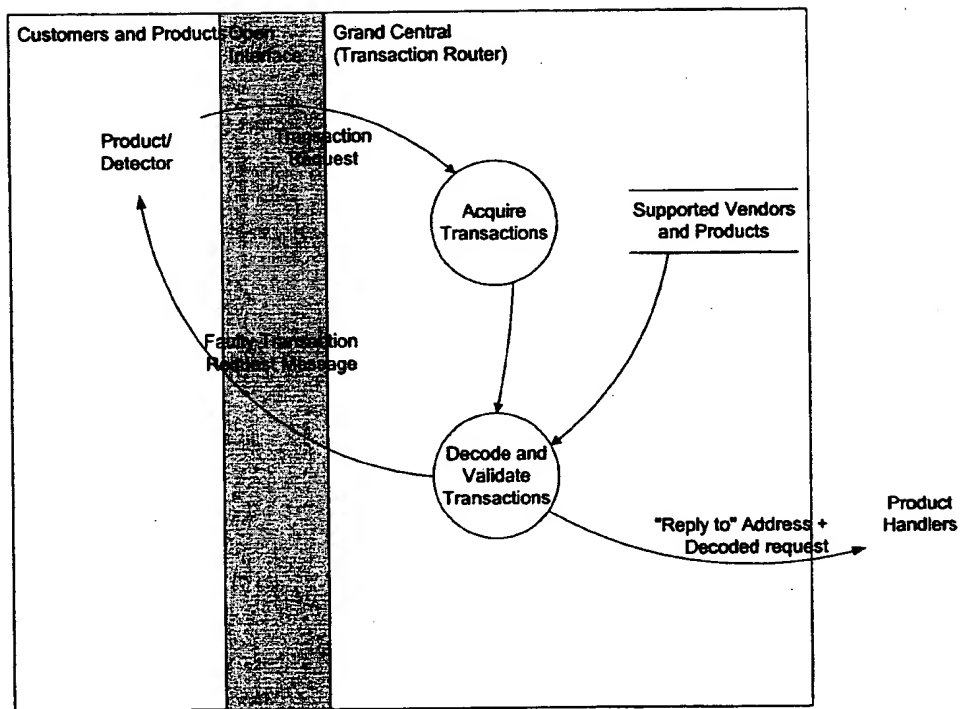 Customers and Products Open Interface
Grand Central
(Transaction Router)
Product/
Detector
Transaction
Request
Acquire
Transactions
Supported Vendors
and Products
Faulty Transaction
Request Message
Decode and
Validate
Transactions
"Reply to" Address +
Decoded request
Product
Handlers